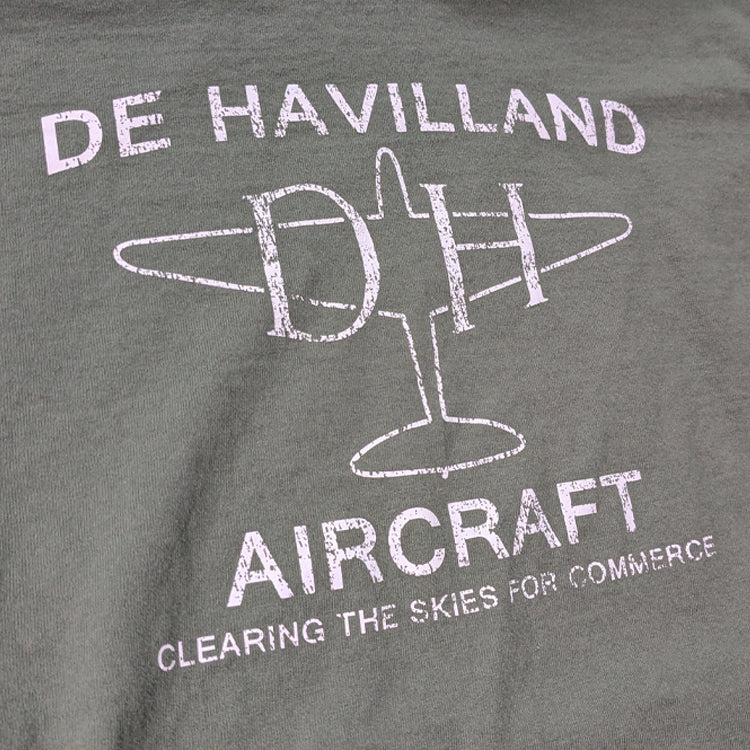 DE HAVILLAND
DH
AIRCRAFT
CLEARING THE SKIES FOR COMMERCE